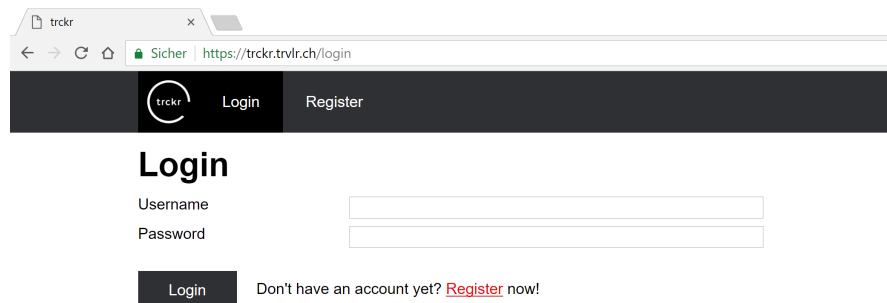 trckr
Sicher https://trckr.trvlr.ch/login
trckr Login Register
Login
Username
Password
Login Don't have an account yet? Register now!